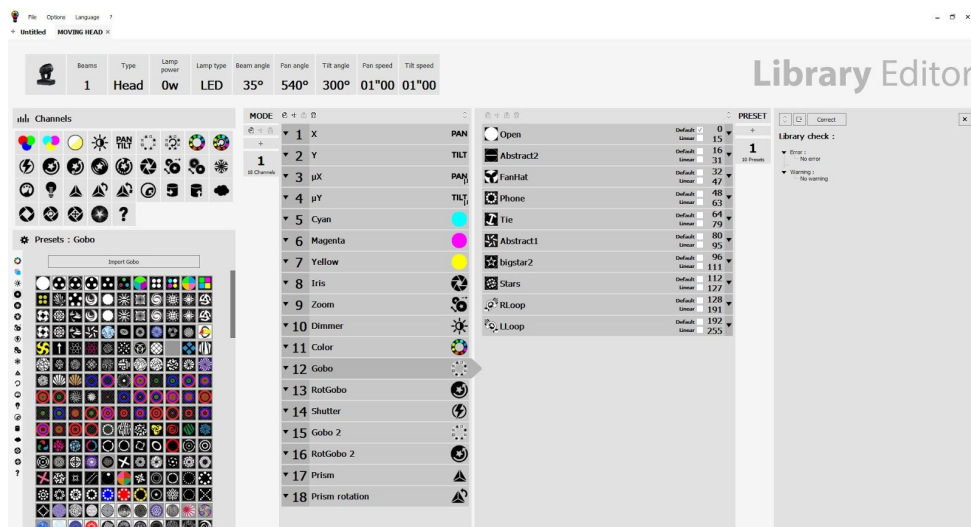 File Options Language ?
+ Untitled MOVING HEAD ×
Library Editor
Beams Type Lamp power Lamp type Beam angle Pan angle Tilt angle Pan speed Tilt speed
1 Head 0w LED 35° 540° 300° 01"00 01"00
Channels
PAN TILT
?
Presets : Gobo
Import Gobo
?
MODE
+
1
10 Channels
1 X PAN
2 Y TILT
3 µX PAN µ
4 µY TILT µ
5 Cyan
6 Magenta
7 Yellow
8 Iris
9 Zoom
10 Dimmer
11 Color
12 Gobo
13 RotGobo
14 Shutter
15 Gobo 2
16 RotGobo 2
17 Prism
18 Prism rotation
Open Default 0
Linear 15
Abstract2 Default 16
Linear 31
FanHat Default 32
Linear 47
Phone Default 48
Linear 63
Tie Default 64
Linear 79
Abstract1 Default 80
Linear 95
bigstar2 Default 96
Linear 111
Stars Default 112
Linear 127
RLoop Default 128
Linear 191
LLoop Default 192
Linear 255
PRESET
+
1
10 Presets
Correct
Library check :
Error :
No error
Warning :
No warning